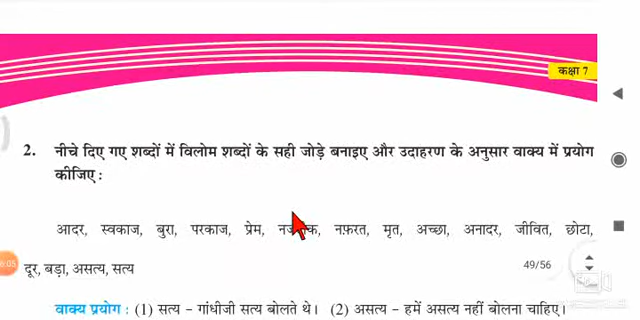 कक्षा 7
2. नीचे दिए गए शब्दों में विलोम शब्दों के सही जोड़े बनाइए और उदाहरण के अनुसार वाक्य में प्रयोग
कीजिए :
आदर, स्वकाज, बुरा, परकाज, प्रेम, नफ़रत, मृत, अच्छा, अनादर, जीवित, छोटा,
दूर, बड़ा, असत्य, सत्य
49/56
वाक्य प्रयोग : (1) सत्य – गांधीजी सत्य बोलते थे। (2) असत्य – हमें असत्य नहीं बोलना चाहिए।